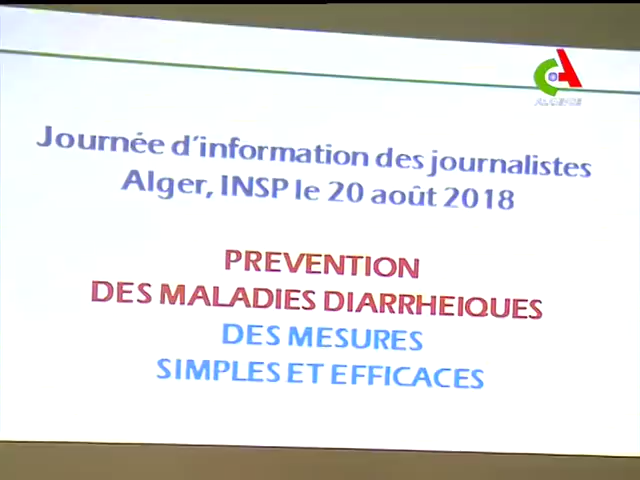 Journée d'information des journalistes
Alger, INSP le 20 août 2018
PREVENTION
DES MALADIES DIARRHEIQUES
DES MESURES
SIMPLES ET EFFICACES